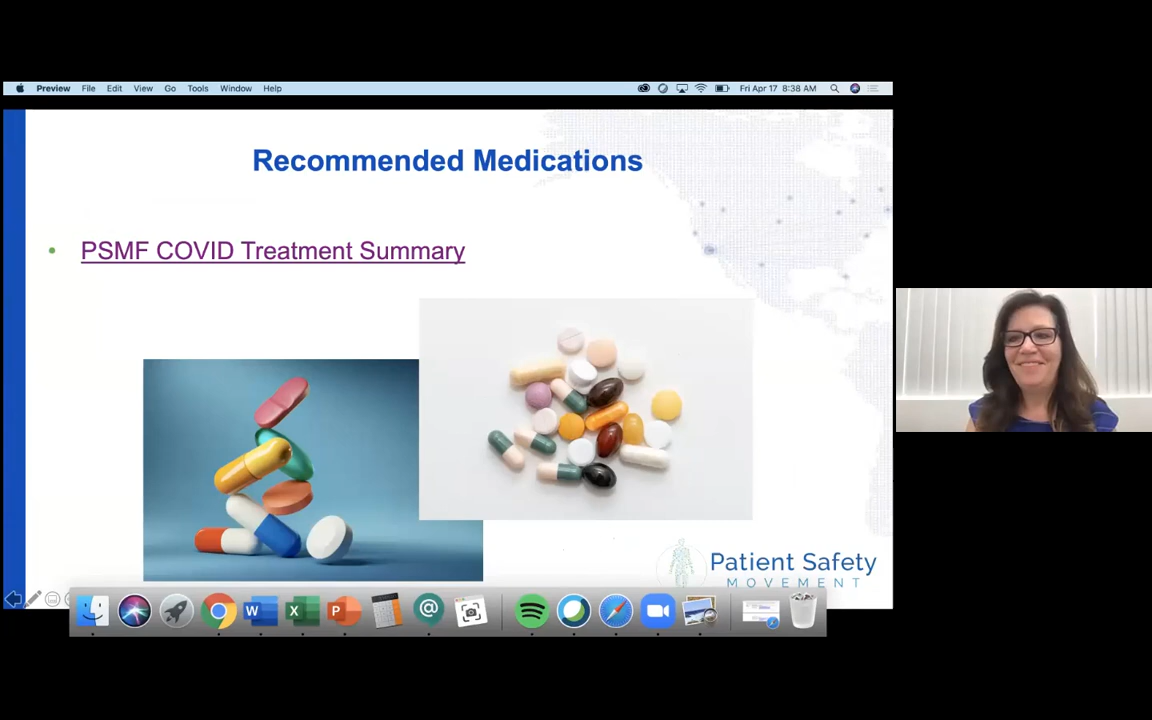 Preview File Edit View Go Tools Window Help Fri Apr 17 8:38 AM
Recommended Medications
• PSMF COVID Treatment Summary
Patient Safety
MOVEMENT
W X P @